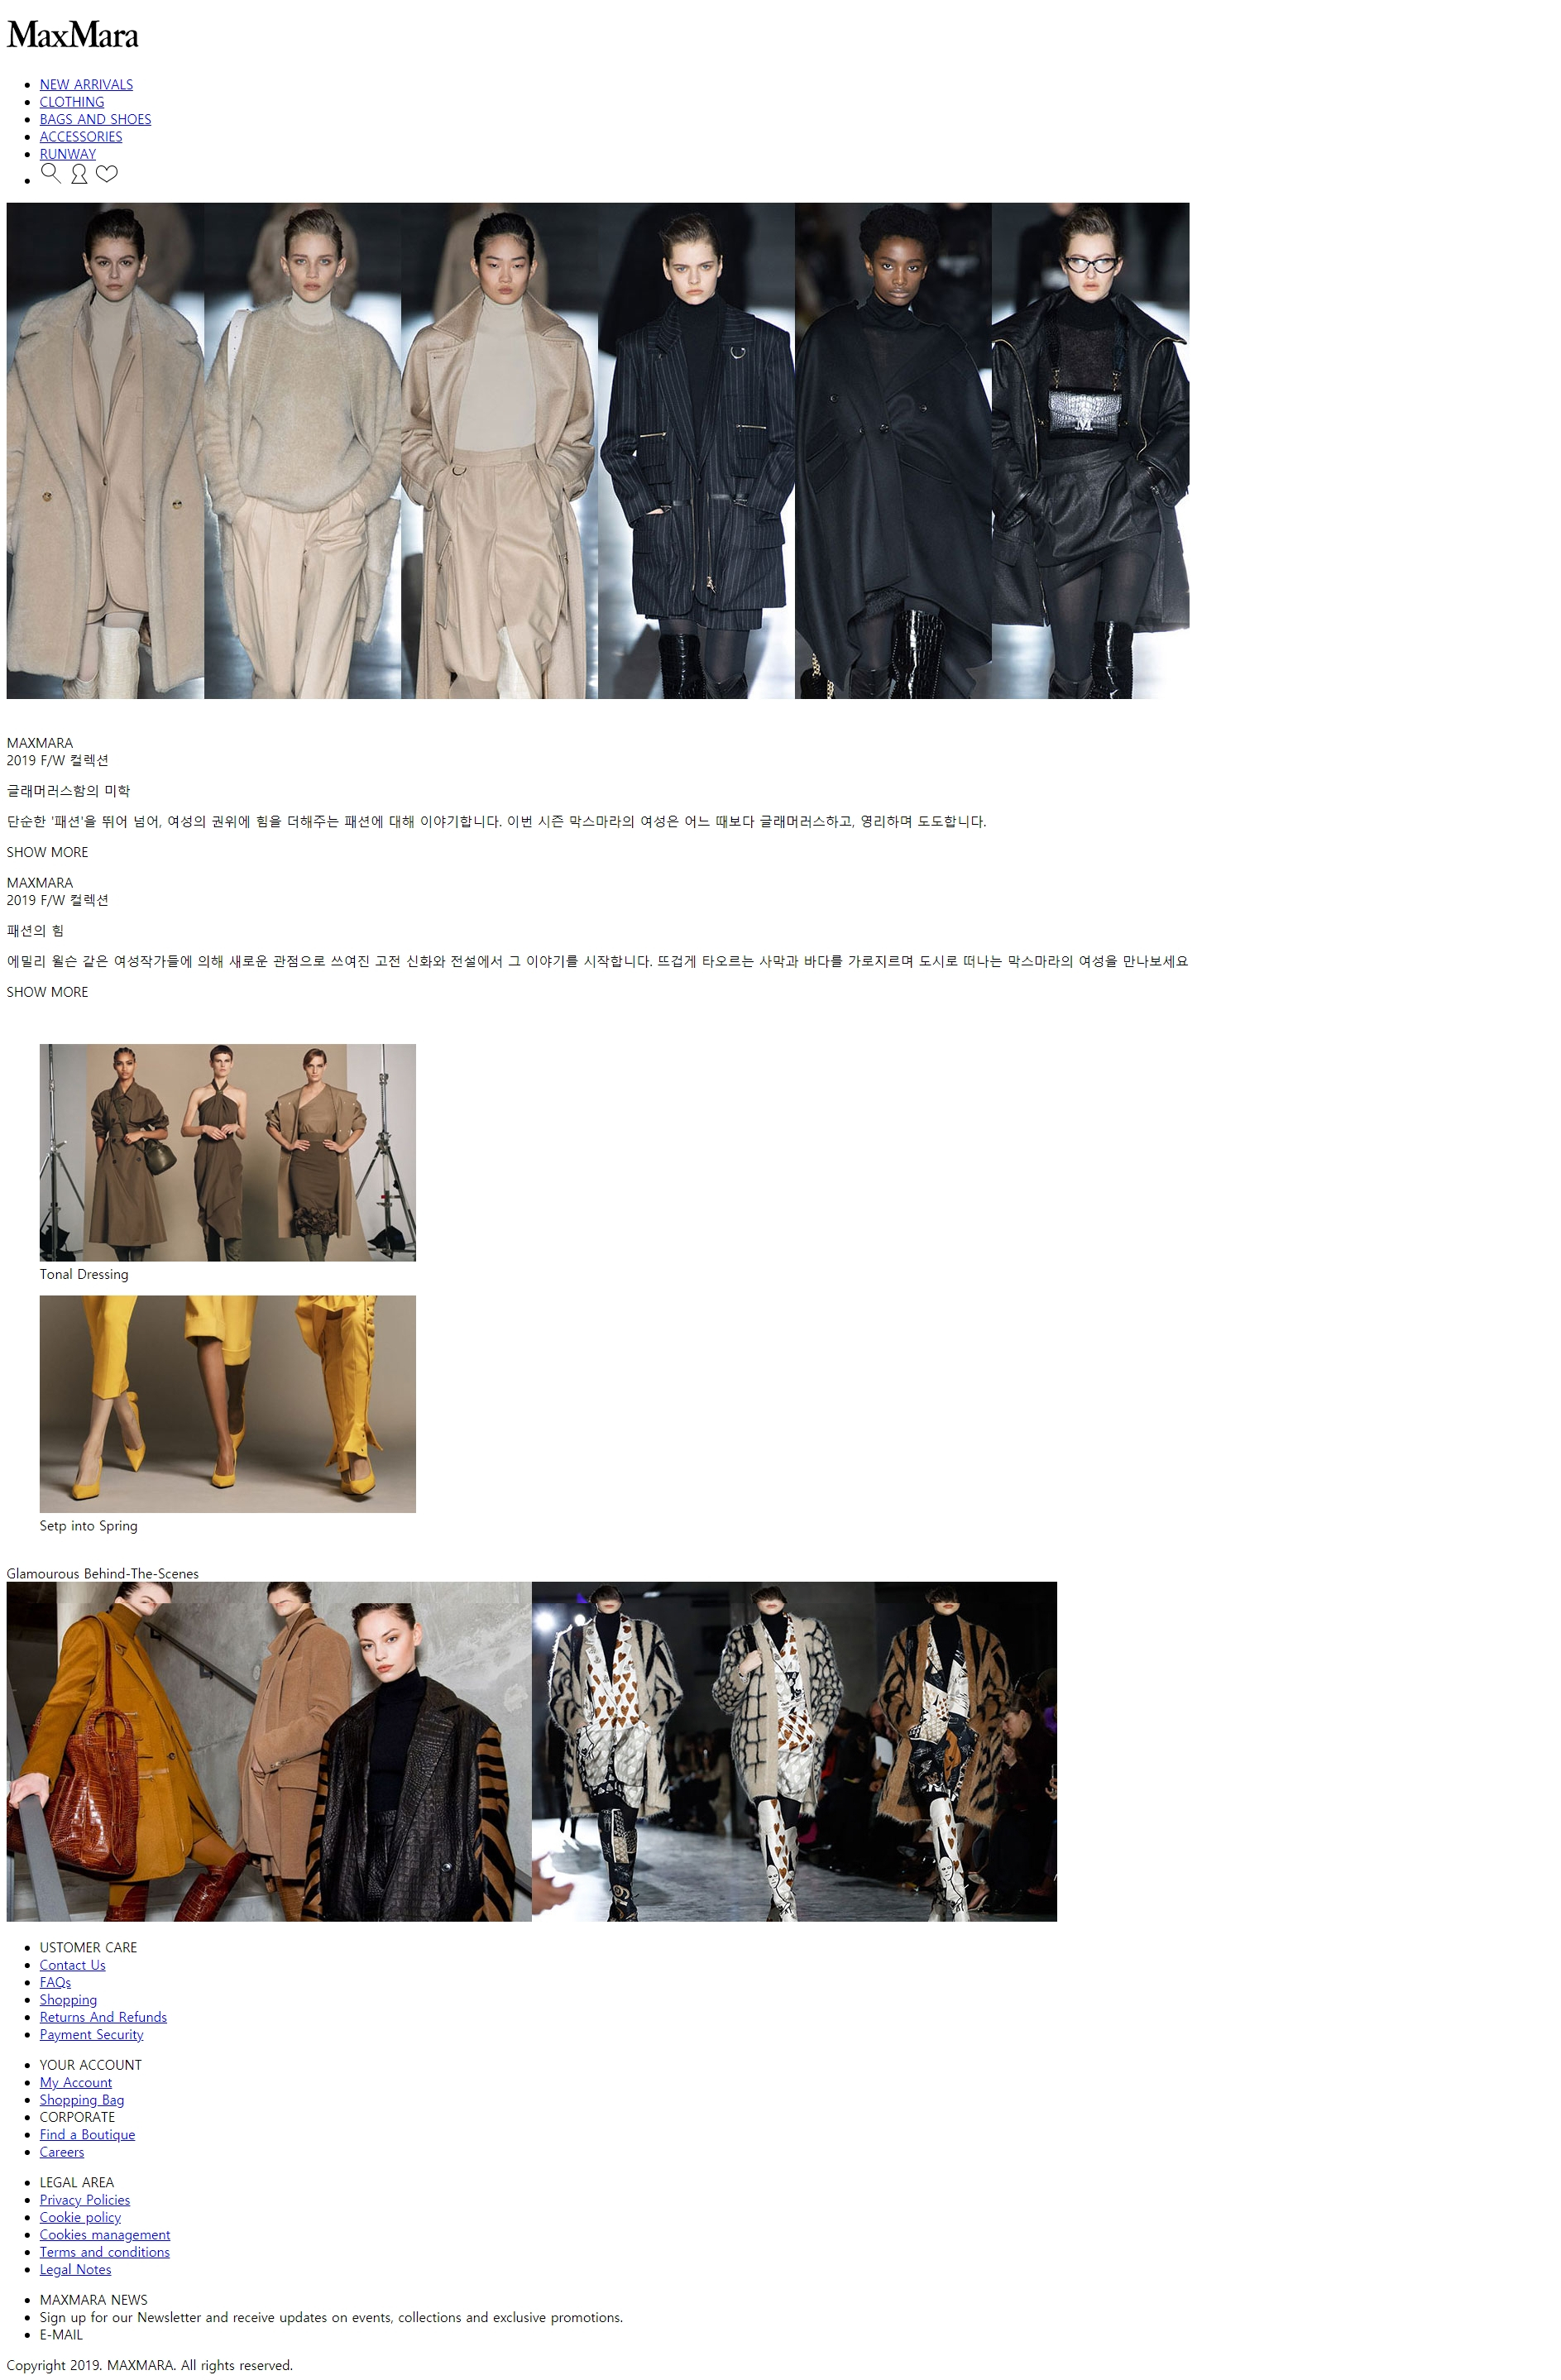 MaxMara
NEW ARRIVALS
CLOTHING
BAGS AND SHOES
ACCESSORIES
RUNWAY
M
MAXMARA
2019 F/W 컬렉션
글래머러스함의 미학
단순한 '패션'을 뛰어 넘어, 여성의 권위에 힘을 더해주는 패션에 대해 이야기합니다. 이번 시즌 막스마라의 여성은 어느 때보다 글래머러스하고, 영리하며 도도합니다.
SHOW MORE
MAXMARA
2019 F/W 컬렉션
패션의 힘
에밀리 윌슨 같은 여성작가들에 의해 새로운 관점으로 쓰여진 고전 신화와 전설에서 그 이야기를 시작합니다. 뜨겁게 타오르는 사막과 바다를 가로지르며 도시로 떠나는 막스마라의 여성을 만나보세요
SHOW MORE
Tonal Dressing
Setp into Spring
Glamourous Behind-The-Scenes
USTOMER CARE
Contact Us
FAQs
Shopping
Returns And Refunds
Payment Security
YOUR ACCOUNT
My Account
Shopping Bag
CORPORATE
Find a Boutique
Careers
LEGAL AREA
Privacy Policies
Cookie policy
Cookies management
Terms and conditions
Legal Notes
MAXMARA NEWS
Sign up for our Newsletter and receive updates on events, collections and exclusive promotions.
E-MAIL
Copyright 2019. MAXMARA. All rights reserved.